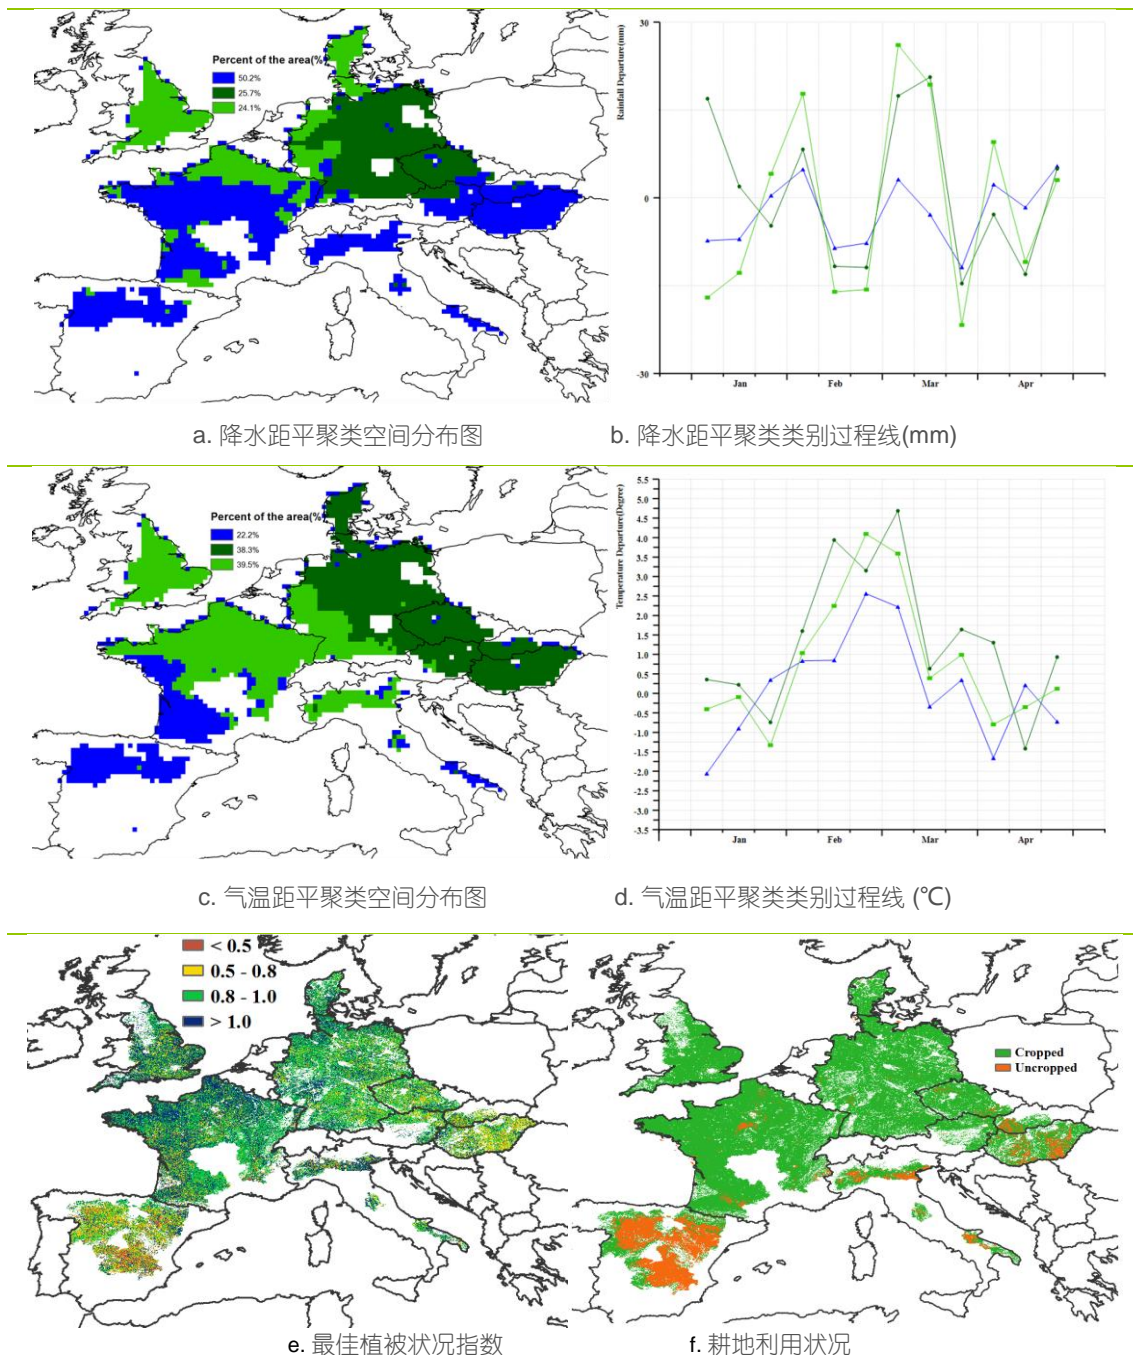 Percent of the area(%)
50.2%
25.7%
24.1%
Rainfall Departure(mm)
30
0
-30
Jan
Feb
Mar
Apr
a. 降水距平聚类空间分布图
b. 降水距平聚类类别过程线(mm)
Percent of the area(%)
22.2%
38.3%
39.5%
Temperature Departure(Degree)
5.5
5.0
4.5
4.0
3.5
3.0
2.5
2.0
1.5
1.0
0.5
0.0
-0.5
-1.0
-1.5
-2.0
-2.5
-3.0
-3.5
Jan
Feb
Mar
Apr
c. 气温距平聚类空间分布图
d. 气温距平聚类类别过程线 (℃)
< 0.5
0.5 - 0.8
0.8 - 1.0
> 1.0
Cropped
Uncropped
e. 最佳植被状况指数
f. 耕地利用状况